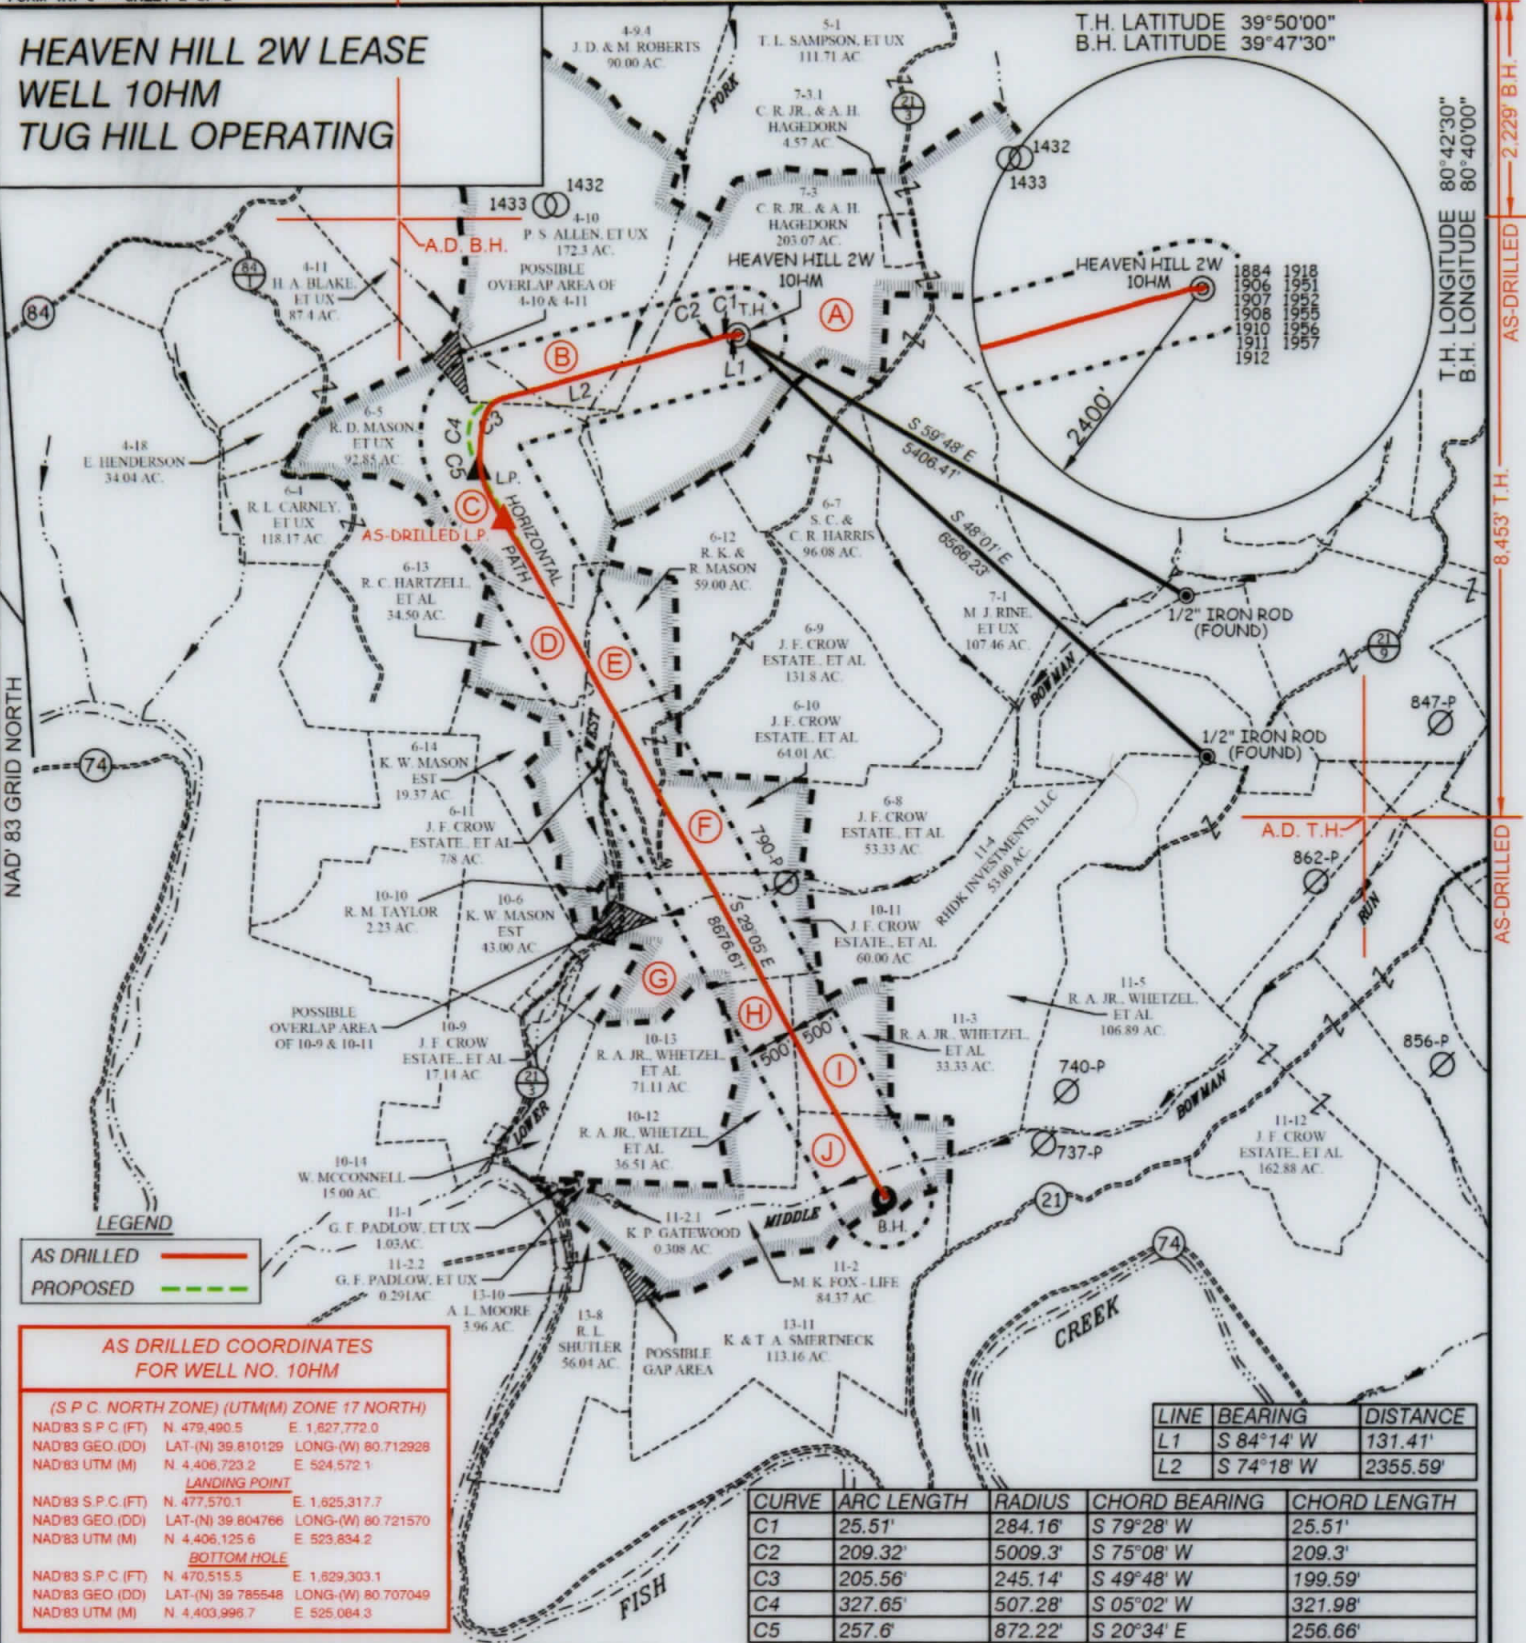 HEAVEN HILL 2W LEASE
WELL 10HM
TUG HILL OPERATING
T.H. LATITUDE 39°50'00"
B.H. LATITUDE 39°47'30"
T.H. LONGITUDE 80°42'30"
B.H. LONGITUDE 80°40'00"
2,229' B.H.
AS-DRILLED
8,453' T.H.
AS-DRILLED
NAD' 83 GRID NORTH
4-9.4
J. D. & M. ROBERTS
90.00 AC.
5-1
T. L. SAMPSON, ET UX
111.71 AC.
FORK
7-3.1
C. R. JR., & A. H.
HAGEDORN
4.57 AC.
21
3
1432
1433
1433
1432
4-10
P. S. ALLEN, ET UX
172.3 AC.
POSSIBLE
OVERLAP AREA OF
4-10 & 4-11
7-3
C. R. JR., & A. H.
HAGEDORN
203.07 AC.
HEAVEN HILL 2W
10HM
A.D. B.H.
84
1
4-11
H. A. BLAKE,
ET UX
87.4 AC.
84
C2
C1
T.H.
A
B
L1
L2
HEAVEN HILL 2W
10HM
1884 1918
1906 1951
1907 1952
1908 1955
1910 1956
1911 1957
1912
2400'
6-5
R. D. MASON,
ET UX
92.85 AC.
C4
C3
C5
L.P.
C
AS-DRILLED L.P.
HORIZONTAL
PATH
4-18
E. HENDERSON
34.04 AC.
6-4
R. L. CARNEY,
ET UX
118.17 AC.
S 59°48' E
5406.41'
S 48°01' E
6566.23'
6-7
S. C. &
C. R. HARRIS
96.08 AC.
6-12
R. K. &
R. MASON
59.00 AC.
6-13
R. C. HARTZELL,
ET AL
34.50 AC.
7-1
M. J. RINE,
ET UX
107.46 AC.
1/2" IRON ROD
(FOUND)
D
E
6-9
J. F. CROW
ESTATE., ET AL
131.8 AC.
BOWMAN
21
9
847-P
6-10
J. F. CROW
ESTATE., ET AL
64.01 AC.
1/2" IRON ROD
(FOUND)
74
6-14
K. W. MASON
EST
19.37 AC.
6-11
J. F. CROW
ESTATE., ET AL
7/8 AC.
F
790-P
6-8
J. F. CROW
ESTATE., ET AL
53.33 AC.
11-4
RHDK INVESTMENTS, LLC
53.00 AC.
A.D. T.H.
862-P
RUN
10-10
R. M. TAYLOR
2.23 AC.
10-6
K. W. MASON
EST
43.00 AC.
S 29°05' E
8676.61'
10-11
J. F. CROW
ESTATE., ET AL
60.00 AC.
G
POSSIBLE
OVERLAP AREA
OF 10-9 & 10-11
10-9
J. F. CROW
ESTATE., ET AL
17.14 AC.
21
3
H
500'
500'
11-5
R. A. JR., WHETZEL,
ET AL
106.89 AC.
11-3
R. A. JR., WHETZEL,
ET AL
33.33 AC.
10-13
R. A. JR., WHETZEL,
ET AL
71.11 AC.
I
740-P
856-P
BOWMAN
LOWER
10-12
R. A. JR., WHETZEL,
ET AL
36.51 AC.
J
737-P
11-12
J. F. CROW
ESTATE., ET AL
162.88 AC.
10-14
W. MCCONNELL
15.00 AC.
21
11-1
G. F. PADLOW, ET UX
1.03AC.
11-2.1
K. P. GATEWOOD
0.308 AC.
MIDDLE
B.H.
74
11-2.2
G. F. PADLOW, ET UX
0.291AC.
11-2
M. K. FOX - LIFE
84.37 AC.
13-10
A. L. MOORE
3.96 AC.
13-8
R. L.
SHUTLER
56.04 AC.
POSSIBLE
GAP AREA
13-11
K. & T. A. SMERTNECK
113.16 AC.
CREEK
FISH
LEGEND
AS DRILLED
PROPOSED
AS DRILLED COORDINATES
FOR WELL NO. 10HM
(S P C. NORTH ZONE) (UTM(M) ZONE 17 NORTH)
NAD'83 S.P.C.(FT) N. 479,490.5 E. 1,627,772.0
NAD'83 GEO.(DD) LAT-(N) 39.810129 LONG-(W) 80.712928
NAD'83 UTM (M) N. 4,406,723.2 E. 524,572.1
LANDING POINT
NAD'83 S.P.C.(FT) N. 477,570.1 E. 1,625,317.7
NAD'83 GEO.(DD) LAT-(N) 39.804766 LONG-(W) 80.721570
NAD'83 UTM (M) N. 4,406,125.6 E. 523,834.2
BOTTOM HOLE
NAD'83 S.P.C.(FT) N. 470,515.5 E. 1,629,303.1
NAD'83 GEO.(DD) LAT-(N) 39.785548 LONG-(W) 80.707049
NAD'83 UTM (M) N. 4,403,996.7 E. 525,084.3
LINE BEARING DISTANCE
L1 S 84°14' W 131.41'
L2 S 74°18' W 2355.59'
CURVE ARC LENGTH RADIUS CHORD BEARING CHORD LENGTH
C1 25.51' 284.16' S 79°28' W 25.51'
C2 209.32' 5009.3' S 75°08' W 209.3'
C3 205.56' 245.14' S 49°48' W 199.59'
C4 327.65' 507.28' S 05°02' W 321.98'
C5 257.6' 872.22' S 20°34' E 256.66'